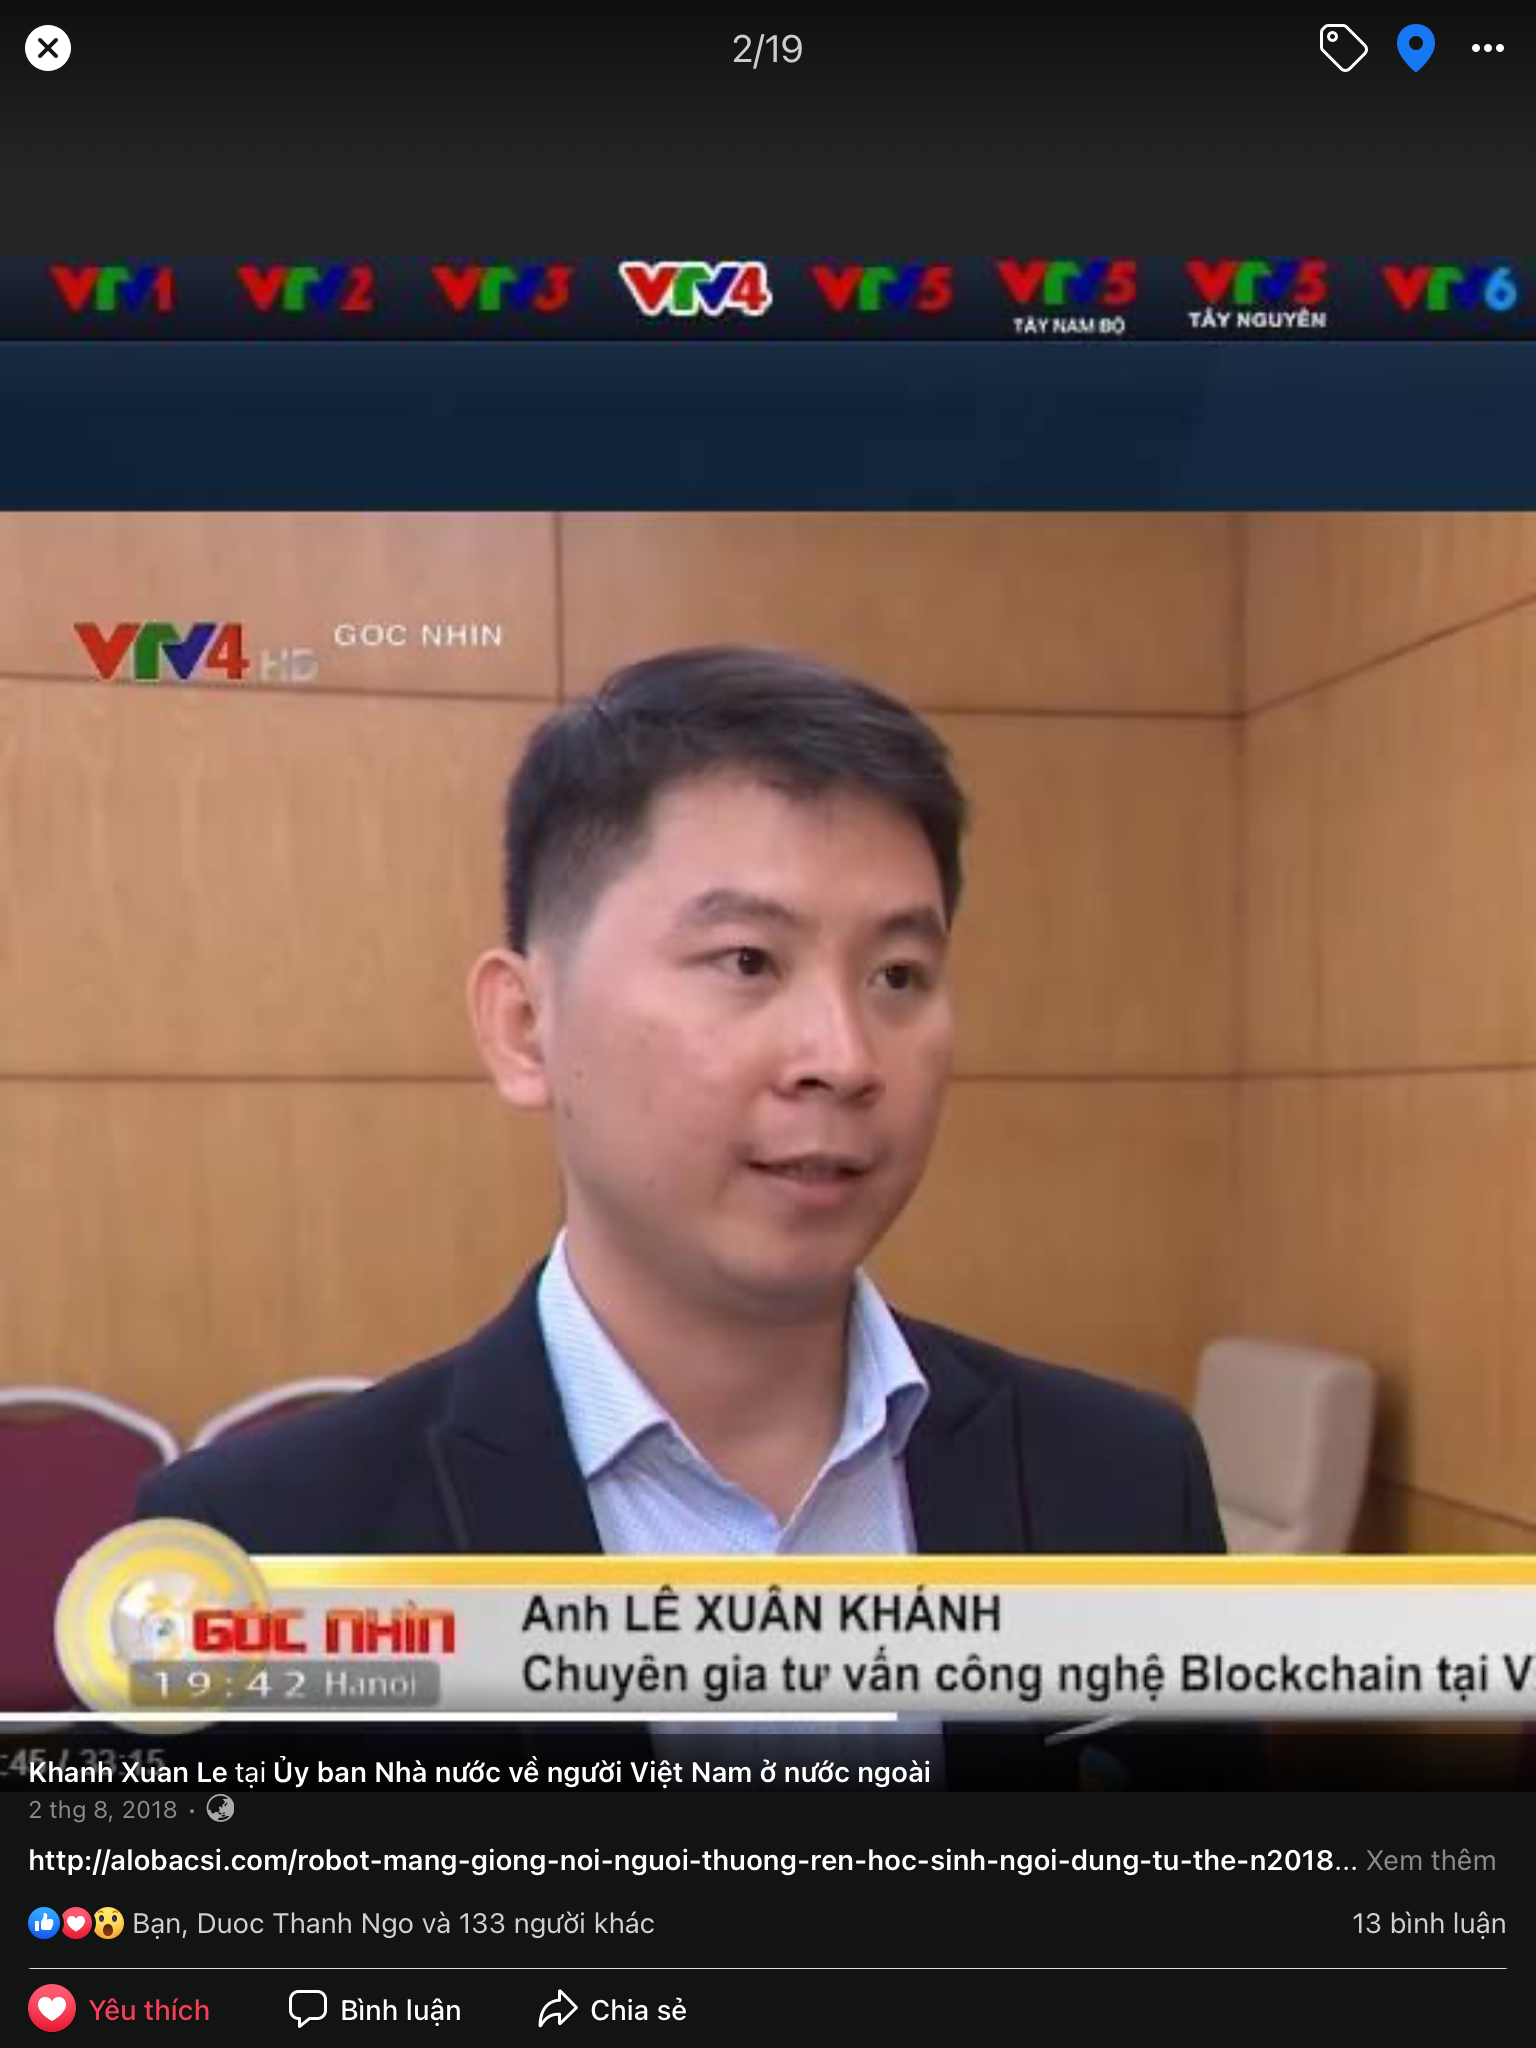 2/19
VTV1 VTV2 VTV3 VTV4 VTV5 VTV5 VTV5 VTV6
TÂY NAM BỘ TÂY NGUYÊN
VTV4 HD GOC NHIN
GÓC NHÌN
19:42 Hanoi
Anh LÊ XUÂN KHÁNH
Chuyên gia tư vấn công nghệ Blockchain tại V
:45 / 33:15
Khanh Xuan Le tại Ủy ban Nhà nước về người Việt Nam ở nước ngoài
2 thg 8, 2018 ·
http://alobacsi.com/robot-mang-giong-noi-nguoi-thuong-ren-hoc-sinh-ngoi-dung-tu-the-n2018... Xem thêm
Bạn, Duoc Thanh Ngo và 133 người khác
13 bình luận
Yêu thích Bình luận Chia sẻ